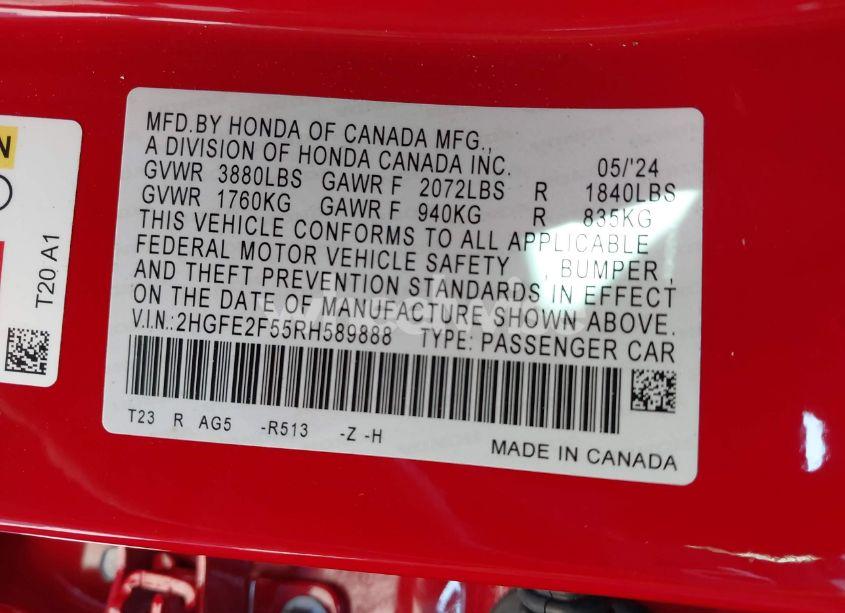 MFD.BY HONDA OF CANADA MFG.,
A DIVISION OF HONDA CANADA INC. 05/'24
GVWR 3880LBS GAWR F 2072LBS R 1840LBS
GVWR 1760KG GAWR F 940KG R 835KG
THIS VEHICLE CONFORMS TO ALL APPLICABLE
FEDERAL MOTOR VEHICLE SAFETY , BUMPER ,
AND THEFT PREVENTION STANDARDS IN EFFECT
ON THE DATE OF MANUFACTURE SHOWN ABOVE.
V.I.N.:2HGFE2F55RH589888 TYPE: PASSENGER CAR
T23 R AG5 -R513 -Z -H
MADE IN CANADA
N
T20 A1